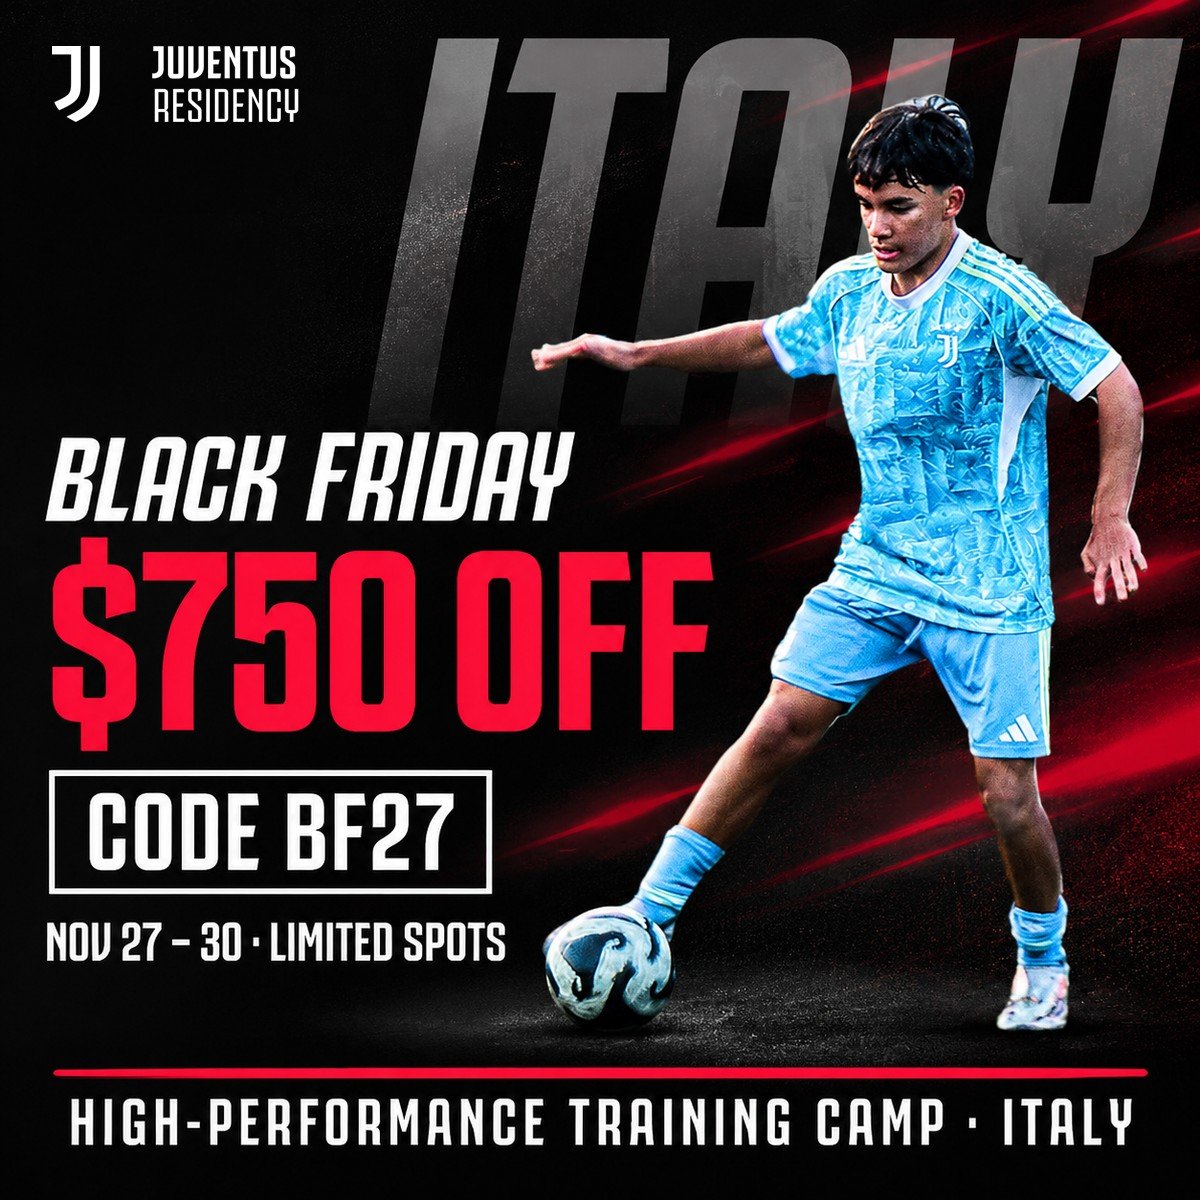 JUVENTUS
RESIDENCY
ITALY
BLACK FRIDAY
$750 OFF
CODE BF27
NOV 27 – 30 · LIMITED SPOTS
HIGH-PERFORMANCE TRAINING CAMP · ITALY